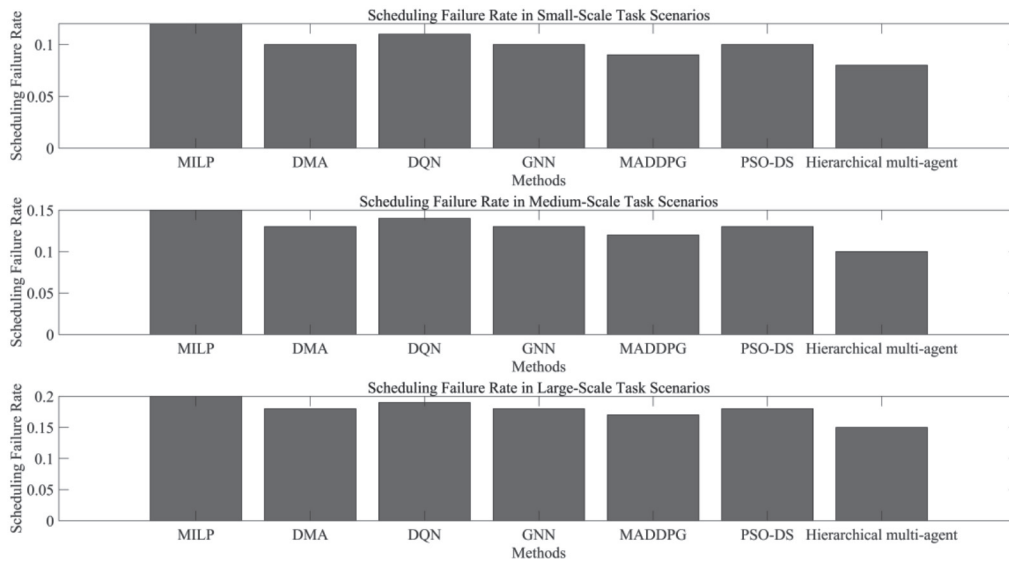 Scheduling Failure Rate in Small-Scale Task Scenarios
Scheduling Failure Rate
0.1
0.05
0
MILP DMA DQN GNN MADDPG PSO-DS Hierarchical multi-agent
Methods
Scheduling Failure Rate in Medium-Scale Task Scenarios
Scheduling Failure Rate
0.15
0.1
0.05
0
MILP DMA DQN GNN MADDPG PSO-DS Hierarchical multi-agent
Methods
Scheduling Failure Rate in Large-Scale Task Scenarios
Scheduling Failure Rate
0.2
0.15
0.1
0.05
0
MILP DMA DQN GNN MADDPG PSO-DS Hierarchical multi-agent
Methods